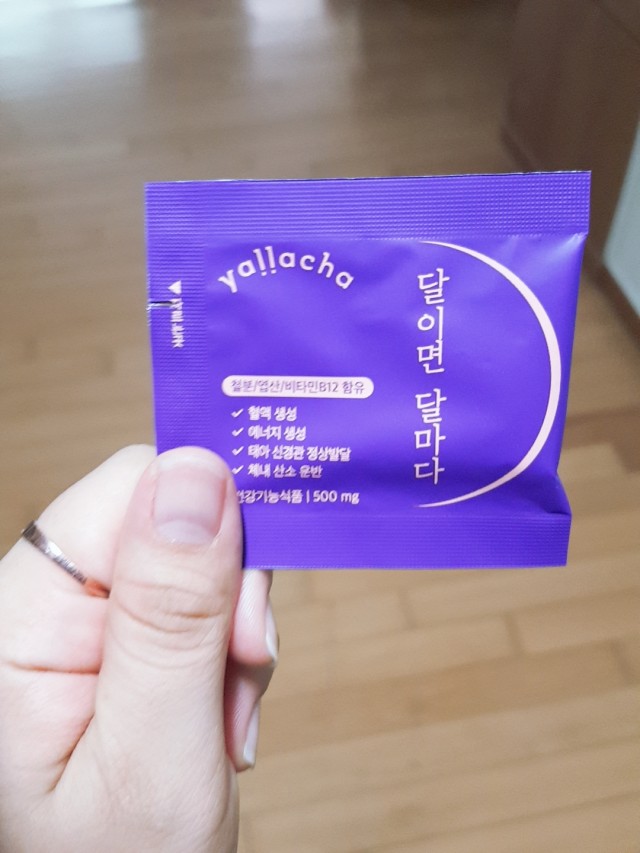 yallacha
달이면 달마다
철분/엽산/비타민B12 함유
✓ 혈액 생성
✓ 에너지 생성
✓ 태아 신경관 정상발달
✓ 체내 산소 운반
건강기능식품 | 500 mg